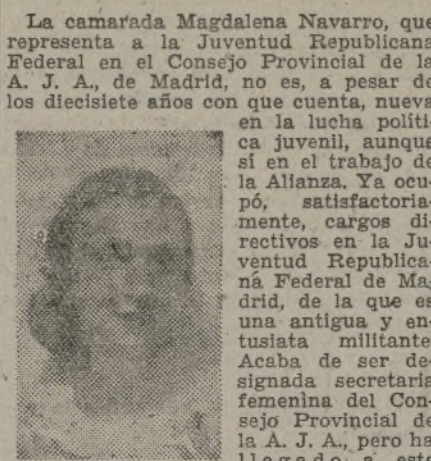 La camarada Magdalena Navarro, que
representa a la Juventud Republicana
Federal en el Consejo Provincial de la
A. J. A., de Madrid, no es, a pesar de
los diecisiete años con que cuenta, nueva
en la lucha políti-
ca juvenil, aunque
sí en el trabajo de
la Alianza. Ya ocu-
pó, satisfactoria-
mente, cargos di-
rectivos en la Ju-
ventud Republica-
na Federal de Ma-
drid, de la que es
una antigua y en-
tusiata militante.
Acaba de ser de-
signada secretaria
femenina del Con-
sejo Provincial de
la A. J. A., pero ha
llegado a este